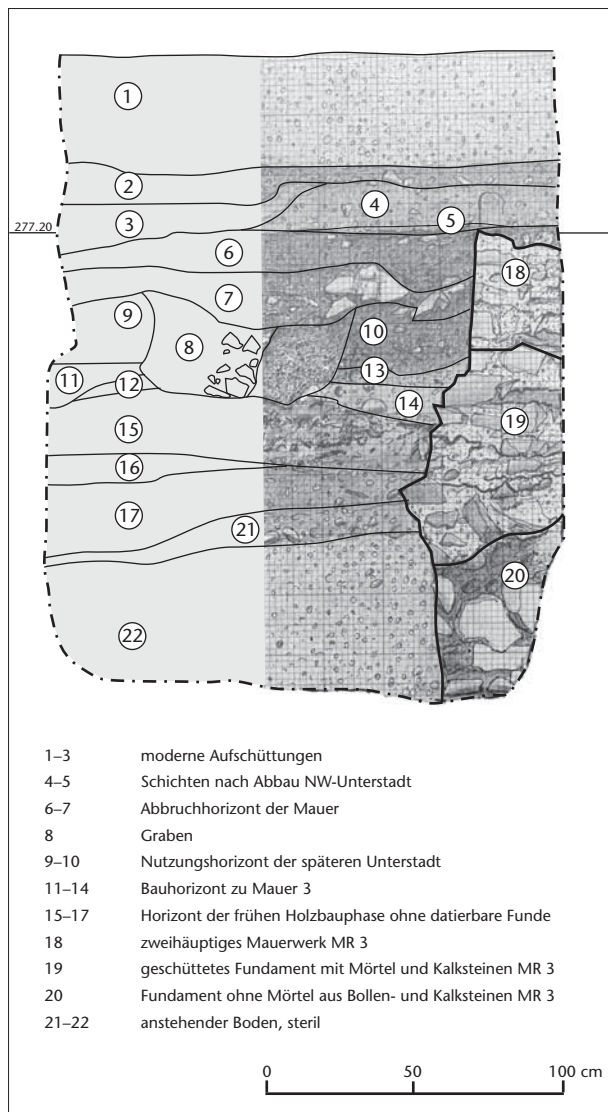 1
2
4
3
5
277.20
6
18
7
9
10
8
13
11
12
14
19
15
16
17
21
20
22
1–3 moderne Aufschüttungen
4–5 Schichten nach Abbau NW-Unterstadt
6–7 Abbruchhorizont der Mauer
8 Graben
9–10 Nutzungshorizont der späteren Unterstadt
11–14 Bauhorizont zu Mauer 3
15–17 Horizont der frühen Holzbauphase ohne datierbare Funde
18 zweihäuptiges Mauerwerk MR 3
19 geschüttetes Fundament mit Mörtel und Kalksteinen MR 3
20 Fundament ohne Mörtel aus Bollen- und Kalksteinen MR 3
21–22 anstehender Boden, steril
0 50 100 cm